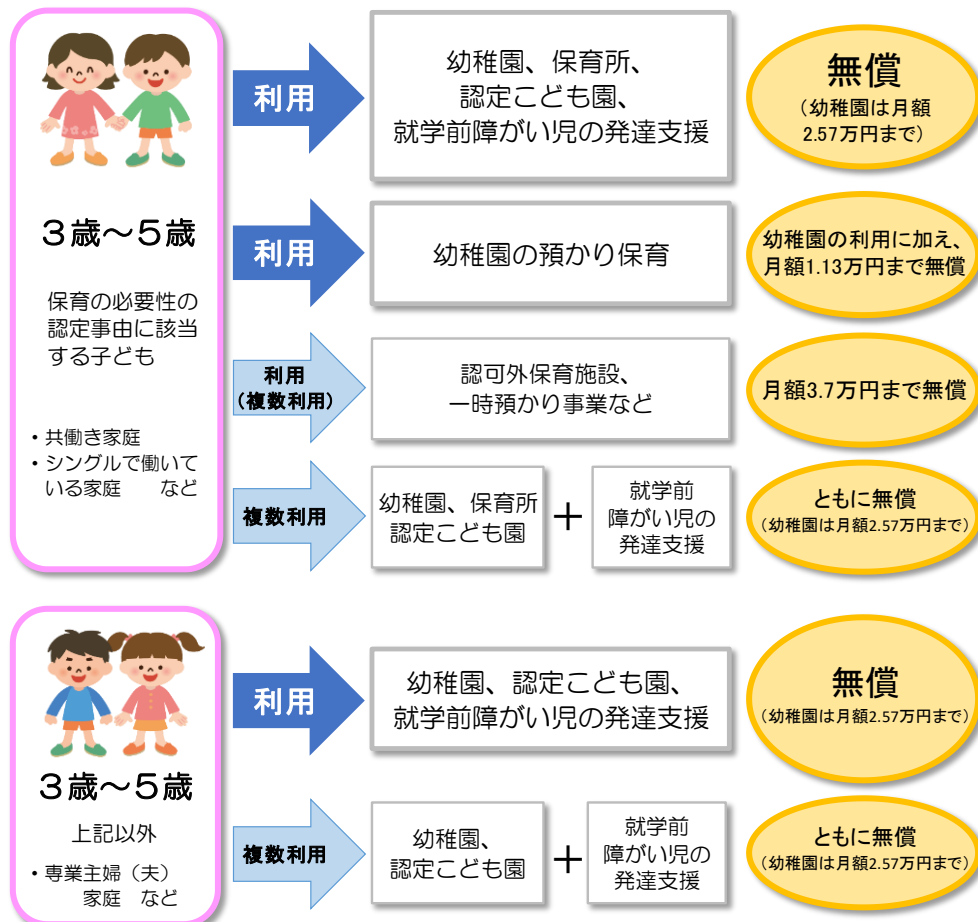 3歳～5歳
保育の必要性の
認定事由に該当
する子ども
・共働き家庭
・シングルで働いて
いる家庭　など
利用
幼稚園、保育所、
認定こども園、
就学前障がい児の発達支援
無償
(幼稚園は月額
2.57万円まで)
利用
幼稚園の預かり保育
幼稚園の利用に加え、
月額1.13万円まで無償
利用
(複数利用)
認可外保育施設、
一時預かり事業など
月額3.7万円まで無償
複数利用
幼稚園、保育所
認定こども園
＋
就学前
障がい児の
発達支援
ともに無償
(幼稚園は月額2.57万円まで)
3歳～5歳
上記以外
・専業主婦（夫）
家庭　など
利用
幼稚園、認定こども園、
就学前障がい児の発達支援
無償
(幼稚園は月額2.57万円まで)
複数利用
幼稚園、
認定こども園
＋
就学前
障がい児の
発達支援
ともに無償
(幼稚園は月額2.57万円まで)